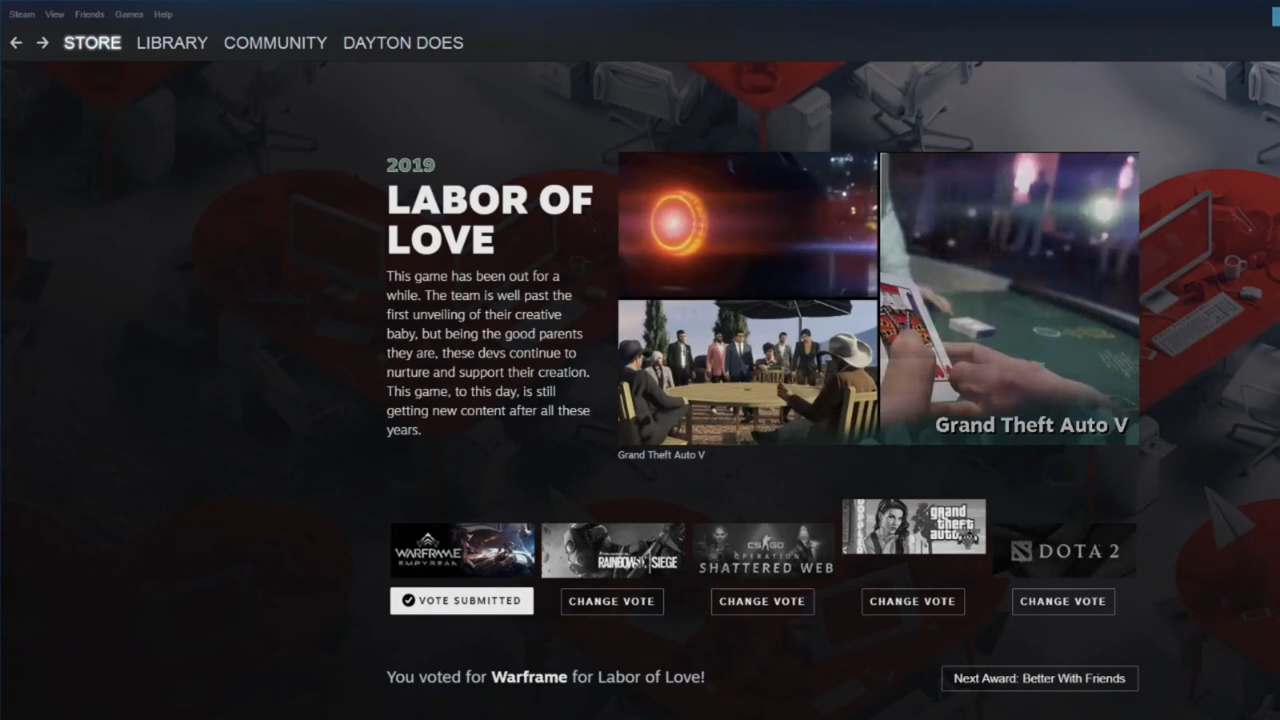 Steam View Friends Games Help
STORE LIBRARY COMMUNITY DAYTON DOES
2019
LABOR OF
LOVE
This game has been out for a
while. The team is well past the
first unveiling of their creative
baby, but being the good parents
they are, these devs continue to
nurture and support their creation.
This game, to this day, is still
getting new content after all these
years.
Grand Theft Auto V
Grand Theft Auto V
WARFRAME
EMPYREAN
RAINBOW SIX SIEGE
CS:GO
OPERATION
SHATTERED WEB
grand
theft
auto V
DOTA 2
VOTE SUBMITTED
CHANGE VOTE
CHANGE VOTE
CHANGE VOTE
CHANGE VOTE
You voted for Warframe for Labor of Love!
Next Award: Better With Friends